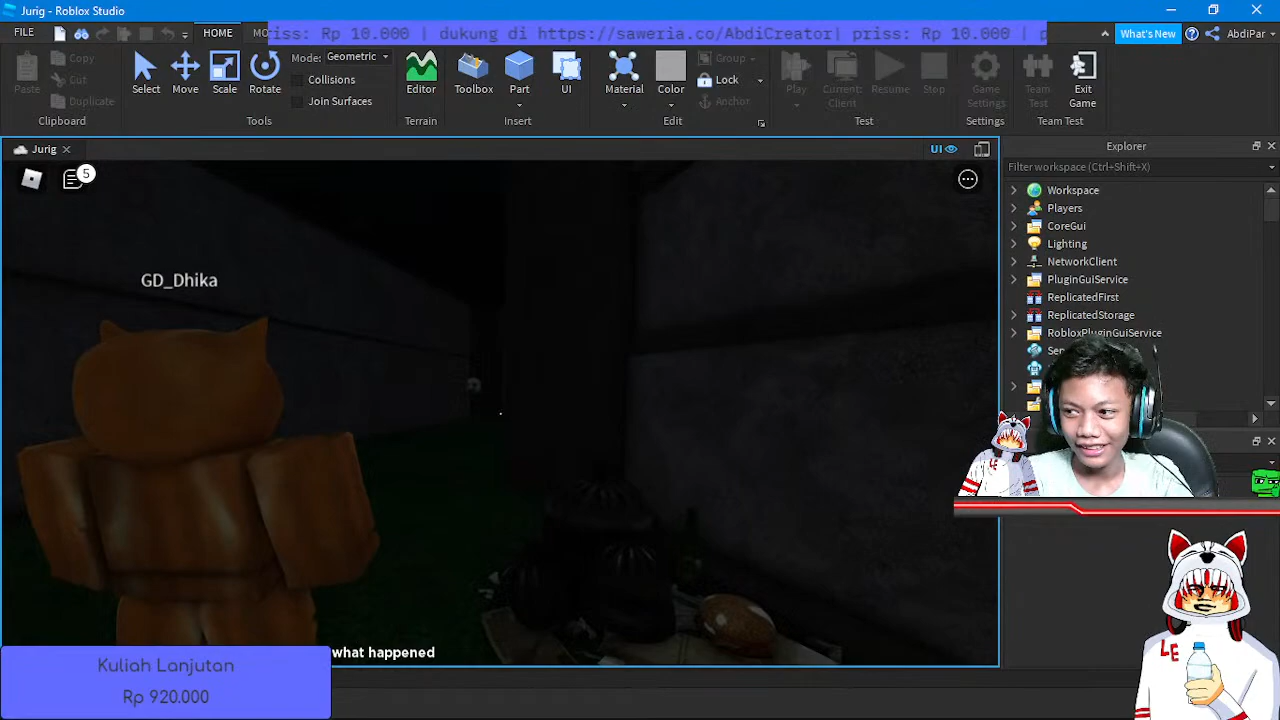 Jurig - Roblox Studio
FILE
HOME
riss: Rp 10.000 | dukung di https://saweria.co/AbdiCreator| priss: Rp 10.000 | p
What's New
AbdiPar
Paste
Copy
Cut
Duplicate
Clipboard
Select
Move
Scale
Rotate
Mode: Geometric
Collisions
Join Surfaces
Tools
Editor
Terrain
Toolbox
Part
UI
Insert
Material
Color
Group
Lock
Anchor
Edit
Play
Current:
Client
Resume
Stop
Test
Game
Settings
Settings
Team
Test
Exit
Game
Team Test
Jurig
UI
Explorer
Filter workspace (Ctrl+Shift+X)
5
Workspace
Players
CoreGui
Lighting
NetworkClient
PluginGuiService
ReplicatedFirst
ReplicatedStorage
RobloxPluginGuiService
GD_Dhika
what happened
Kuliah Lanjutan
Rp 920.000
LE
LE